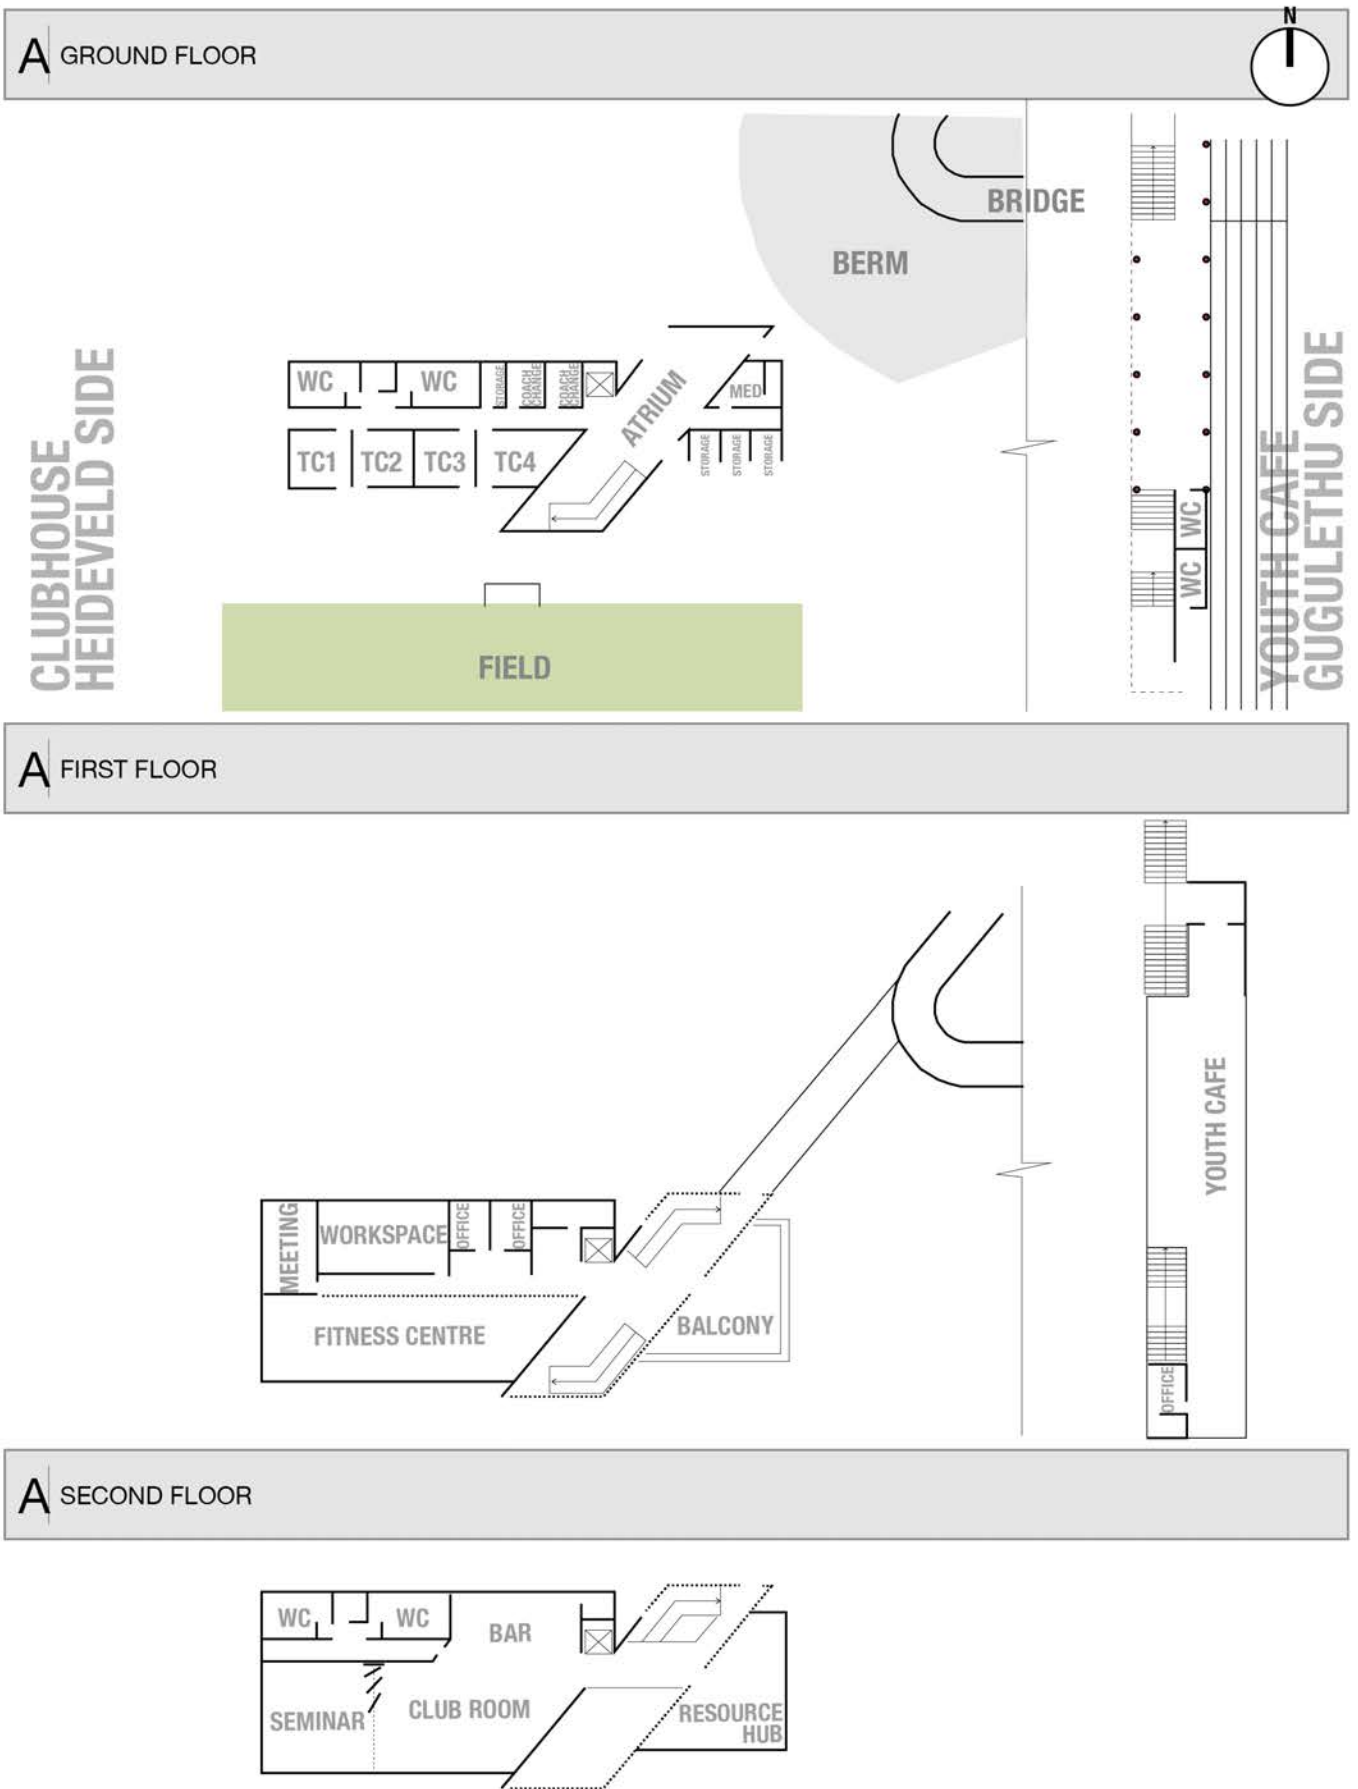 A GROUND FLOOR
N
BRIDGE
BERM
CLUBHOUSE
HEIDEVELD SIDE
WC
WC
STORAGE
COACH
CHANGE
COACH
CHANGE
ATRIUM
MED
TC1
TC2
TC3
TC4
STORAGE
STORAGE
STORAGE
WC
WC
YOUTH CAFE
GUGULETHU SIDE
FIELD
A FIRST FLOOR
YOUTH CAFE
MEETING
WORKSPACE
OFFICE
OFFICE
FITNESS CENTRE
BALCONY
OFFICE
A SECOND FLOOR
WC
WC
BAR
SEMINAR
CLUB ROOM
RESOURCE
HUB